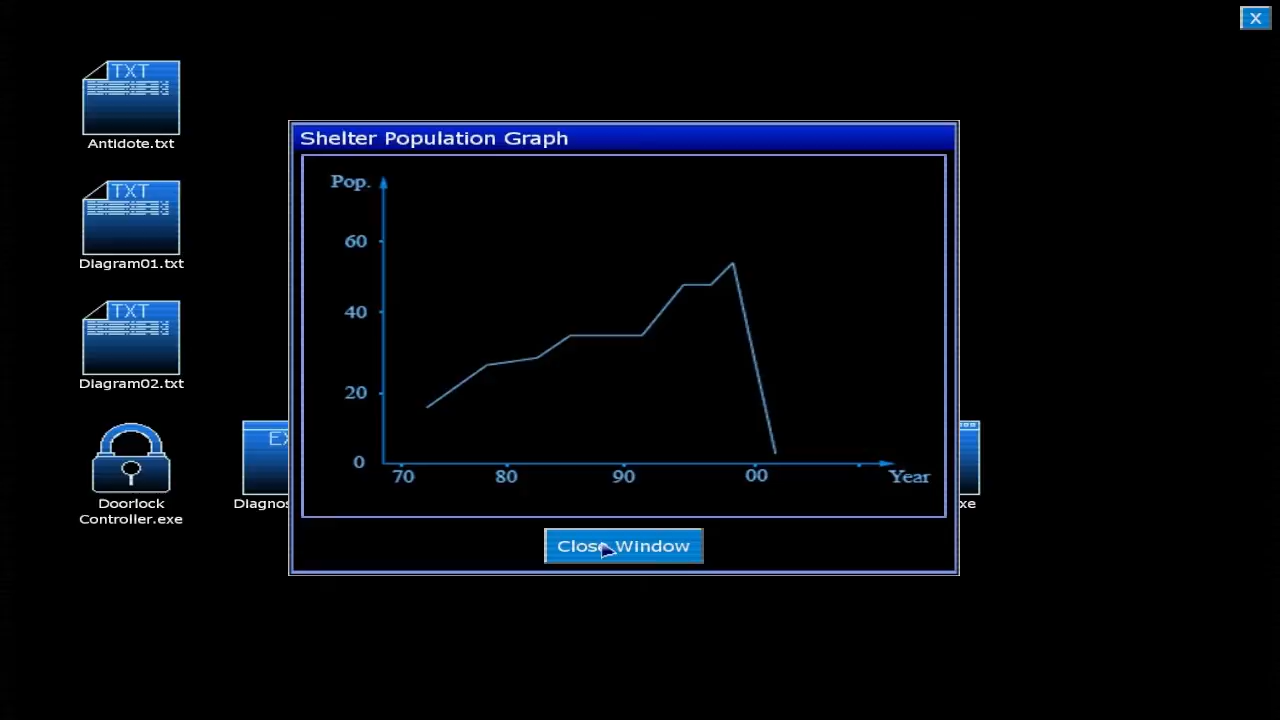 X
TXT
Antidote.txt
TXT
Diagram01.txt
TXT
Diagram02.txt
Doorlock
Controller.exe
Shelter Population Graph
Pop.
60
40
20
0
70 80 90 00 Year
Close Window